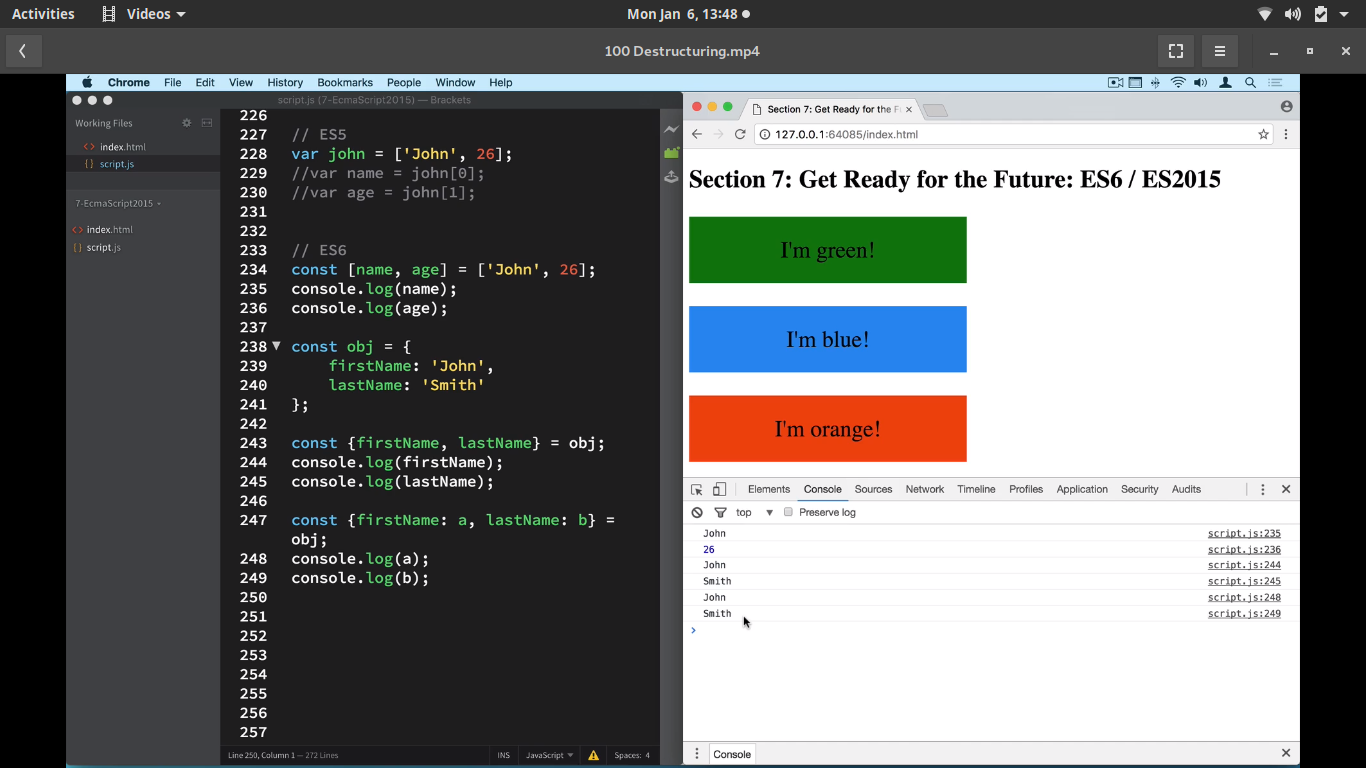 Activities Videos Mon Jan 6, 13:48
100 Destructuring.mp4
Chrome File Edit View History Bookmarks People Window Help
script.js (7-EcmaScript2015) — Brackets
Working Files
index.html
script.js
7-EcmaScript2015
index.html
script.js
226
227 // ES5
228 var john = ['John', 26];
229 //var name = john[0];
230 //var age = john[1];
231
232
233 // ES6
234 const [name, age] = ['John', 26];
235 console.log(name);
236 console.log(age);
237
238 const obj = {
239 firstName: 'John',
240 lastName: 'Smith'
241 };
242
243 const {firstName, lastName} = obj;
244 console.log(firstName);
245 console.log(lastName);
246
247 const {firstName: a, lastName: b} =
obj;
248 console.log(a);
249 console.log(b);
250
251
252
253
254
255
256
257
Line 250, Column 1 — 272 Lines INS JavaScript Spaces: 4
Section 7: Get Ready for the F
127.0.0.1:64085/index.html
Section 7: Get Ready for the Future: ES6 / ES2015
I'm green!
I'm blue!
I'm orange!
Elements Console Sources Network Timeline Profiles Application Security Audits
top Preserve log
John script.js:235
26 script.js:236
John script.js:244
Smith script.js:245
John script.js:248
Smith script.js:249
Console